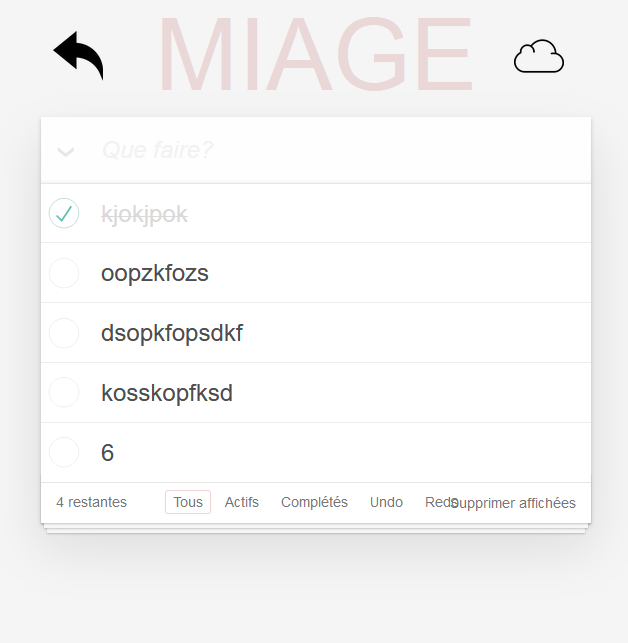 MIAGE
Que faire?
kjokjpok
oopzkfozs
dsopkfopsdkf
kosskopfksd
6
4 restantes Tous Actifs Complétés Undo Redo Supprimer affichées